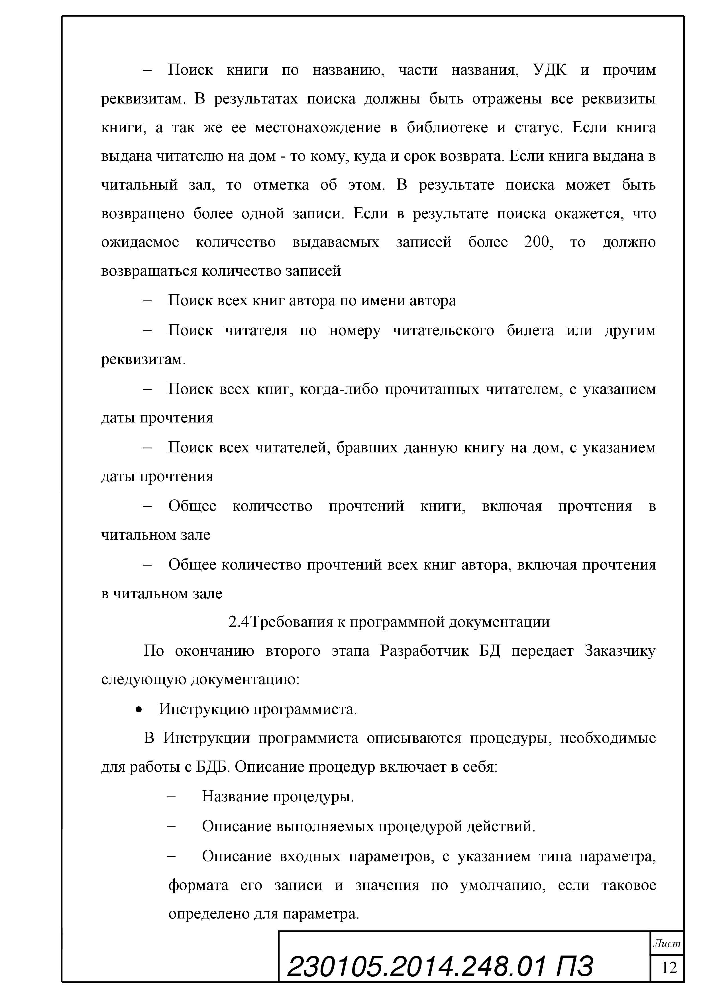 – Поиск книги по названию, части названия, УДК и прочим
реквизитам. В результатах поиска должны быть отражены все реквизиты
книги, а так же ее местонахождение в библиотеке и статус. Если книга
выдана читателю на дом - то кому, куда и срок возврата. Если книга выдана в
читальный зал, то отметка об этом. В результате поиска может быть
возвращено более одной записи. Если в результате поиска окажется, что
ожидаемое количество выдаваемых записей более 200, то должно
возвращаться количество записей
– Поиск всех книг автора по имени автора
– Поиск читателя по номеру читательского билета или другим
реквизитам.
– Поиск всех книг, когда-либо прочитанных читателем, с указанием
даты прочтения
– Поиск всех читателей, бравших данную книгу на дом, с указанием
даты прочтения
– Общее количество прочтений книги, включая прочтения в
читальном зале
– Общее количество прочтений всех книг автора, включая прочтения
в читальном зале
2.4Требования к программной документации
По окончанию второго этапа Разработчик БД передает Заказчику
следующую документацию:
• Инструкцию программиста.
В Инструкции программиста описываются процедуры, необходимые
для работы с БДБ. Описание процедур включает в себя:
– Название процедуры.
– Описание выполняемых процедурой действий.
– Описание входных параметров, с указанием типа параметра,
формата его записи и значения по умолчанию, если таковое
определено для параметра.
Лист
230105.2014.248.01 ПЗ
12